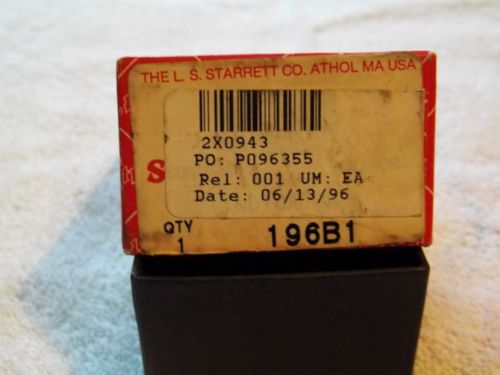 THE L. S. STARRETT CO. ATHOL MA USA
2X0943
PO: P096355
S
Rel: 001 UM: EA
Date: 06/13/96
QTY
1
196B1